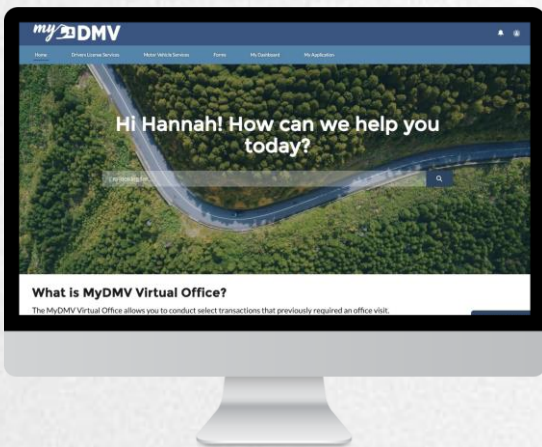 my DMV
Home Drivers License Services Motor Vehicle Services Forms My Dashboard My Application
Hi Hannah! How can we help you
today?
What is MyDMV Virtual Office?
The MyDMV Virtual Office allows you to conduct select transactions that previously required an office visit.